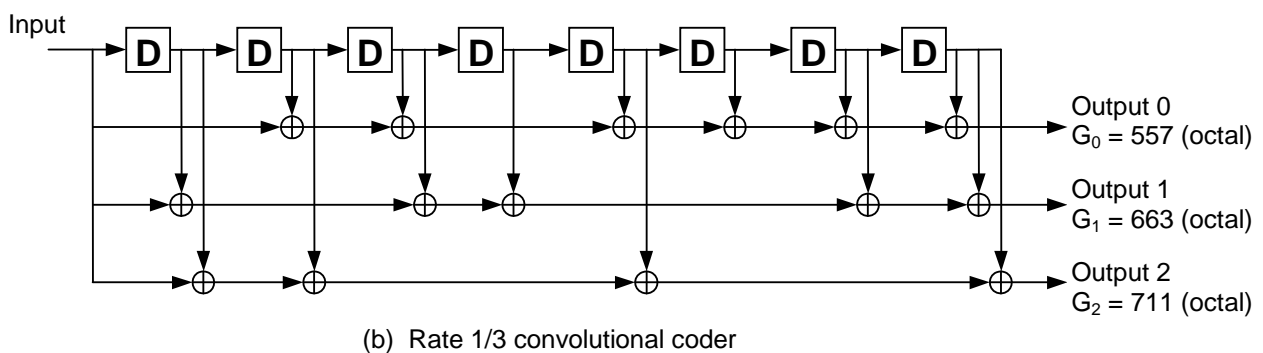 Input
D D D D D D D D
Output 0
G₀ = 557 (octal)
Output 1
G₁ = 663 (octal)
Output 2
G₂ = 711 (octal)
(b) Rate 1/3 convolutional coder